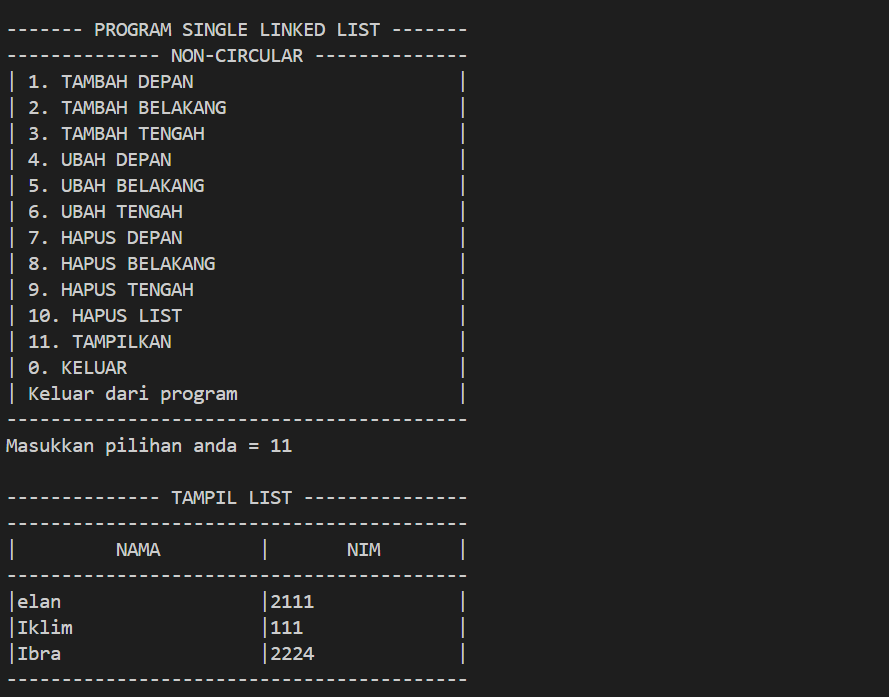 ------- PROGRAM SINGLE LINKED LIST -------
-------------- NON-CIRCULAR --------------
| 1. TAMBAH DEPAN                        |
| 2. TAMBAH BELAKANG                     |
| 3. TAMBAH TENGAH                       |
| 4. UBAH DEPAN                          |
| 5. UBAH BELAKANG                       |
| 6. UBAH TENGAH                         |
| 7. HAPUS DEPAN                         |
| 8. HAPUS BELAKANG                      |
| 9. HAPUS TENGAH                        |
| 10. HAPUS LIST                         |
| 11. TAMPILKAN                          |
| 0. KELUAR                              |
| Keluar dari program                    |
------------------------------------------
Masukkan pilihan anda = 11

-------------- TAMPIL LIST ---------------
------------------------------------------
|         NAMA         |       NIM       |
------------------------------------------
|elan                  |2111             |
|Iklim                 |111              |
|Ibra                  |2224             |
------------------------------------------